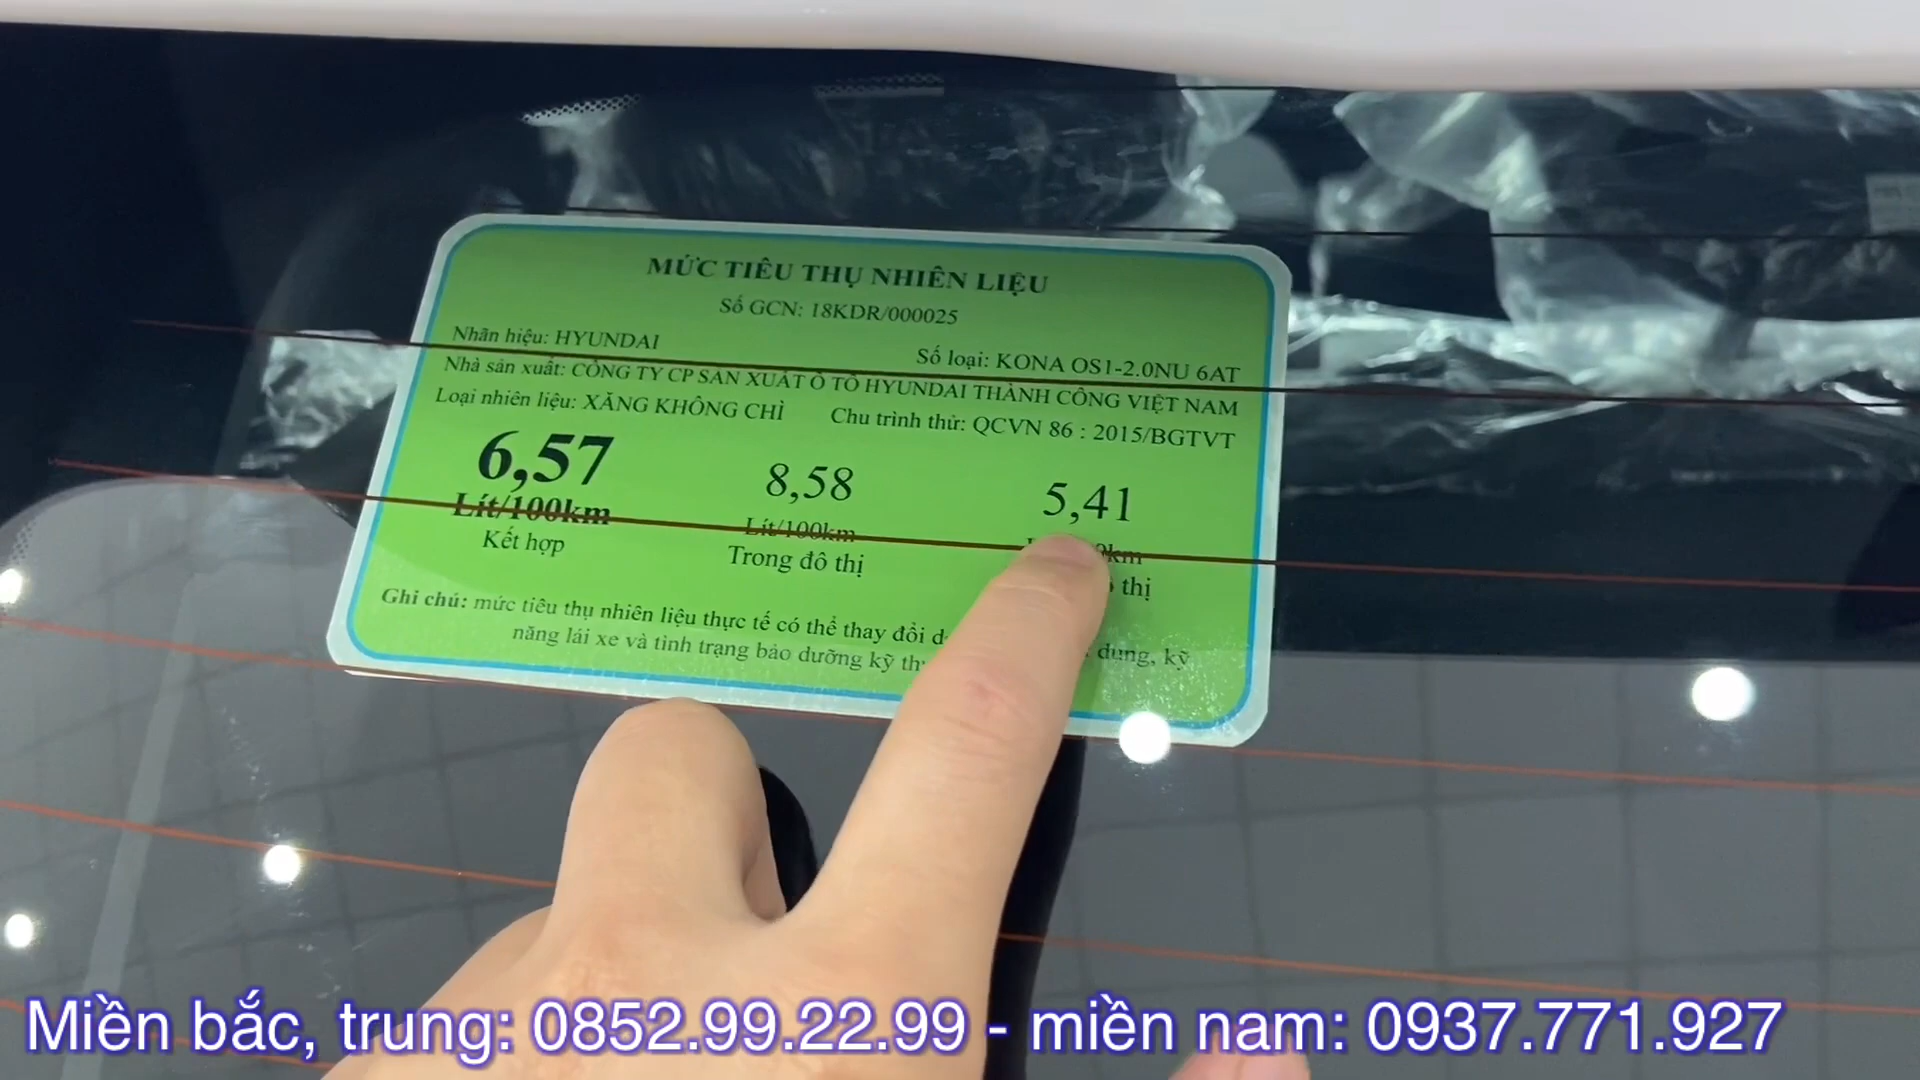 MỨC TIÊU THỤ NHIÊN LIỆU
Số GCN: 18KDR/000025
Nhãn hiệu: HYUNDAI
Số loại: KONA OS1-2.0NU 6AT
Nhà sản xuất: CÔNG TY CP SẢN XUẤT Ô TÔ HYUNDAI THÀNH CÔNG VIỆT NAM
Loại nhiên liệu: XĂNG KHÔNG CHÌ
Chu trình thử: QCVN 86 : 2015/BGTVT
6,57 8,58 5,41
Lít/100km Lít/100km
Kết hợp Trong đô thị thị
Ghi chú: mức tiêu thụ nhiên liệu thực tế có thể thay đổi dụng, kỹ
năng lái xe và tình trạng bảo dưỡng kỹ
Miền bắc, trung: 0852.99.22.99 - miền nam: 0937.771.927